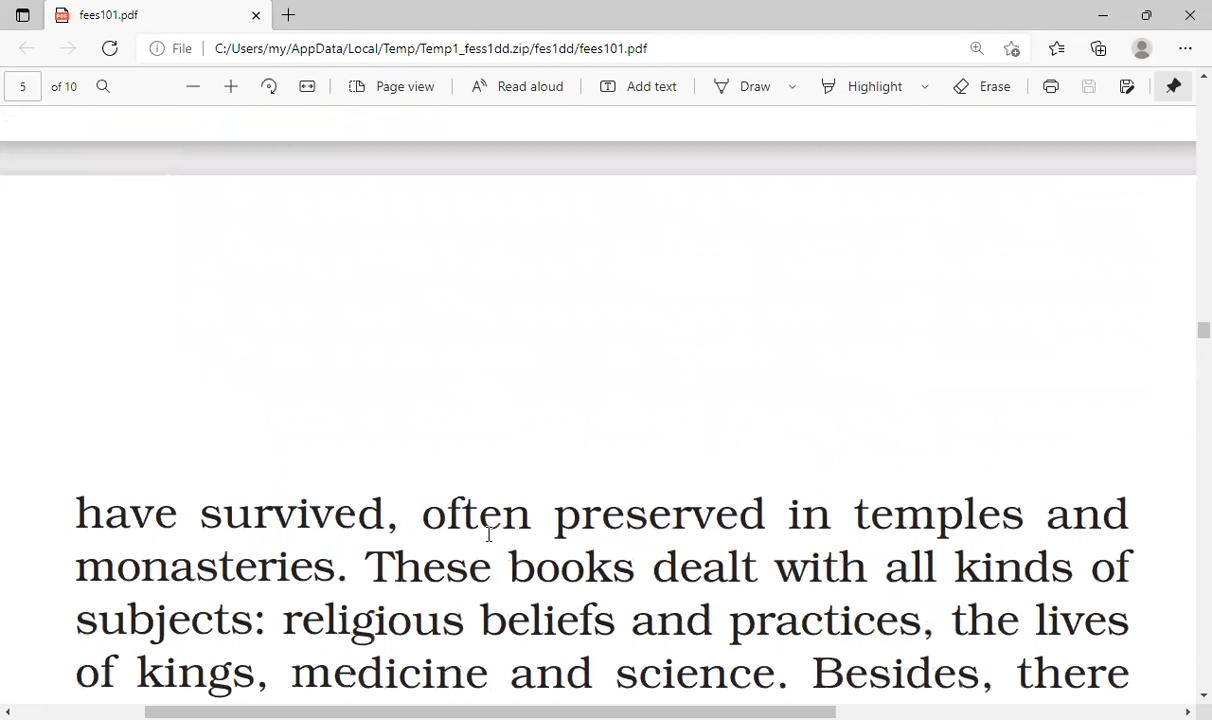 fees101.pdf
File C:/Users/my/AppData/Local/Temp/Temp1_fess1dd.zip/fes1dd/fees101.pdf
5 of 10 Page view Read aloud Add text Draw Highlight Erase
have survived, often preserved in temples and
monasteries. These books dealt with all kinds of
subjects: religious beliefs and practices, the lives
of kings, medicine and science. Besides, there